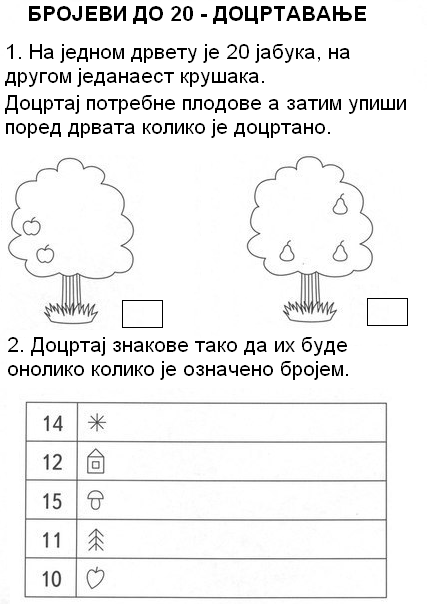 БРОЈЕВИ ДО 20 - ДОЦРТАВАЊЕ
1. На једном дрвету је 20 јабука, на
другом једанаест крушака.
Доцртај потребне плодове а затим упиши
поред дрвата колико је доцртано.
2. Доцртај знакове тако да их буде
онолико колико је означено бројем.
14
12
15
11
10